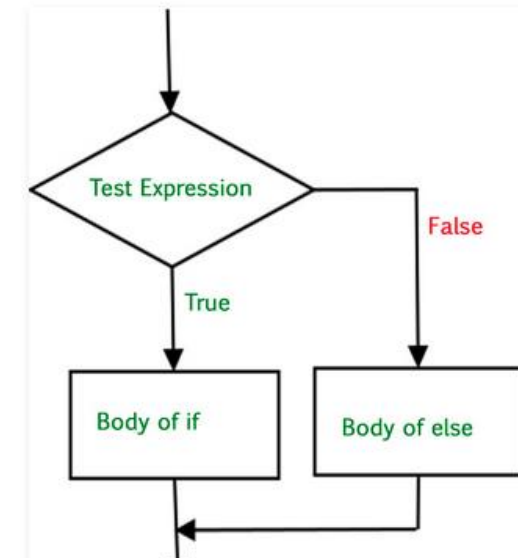 Test Expression
False
True
Body of if
Body of else